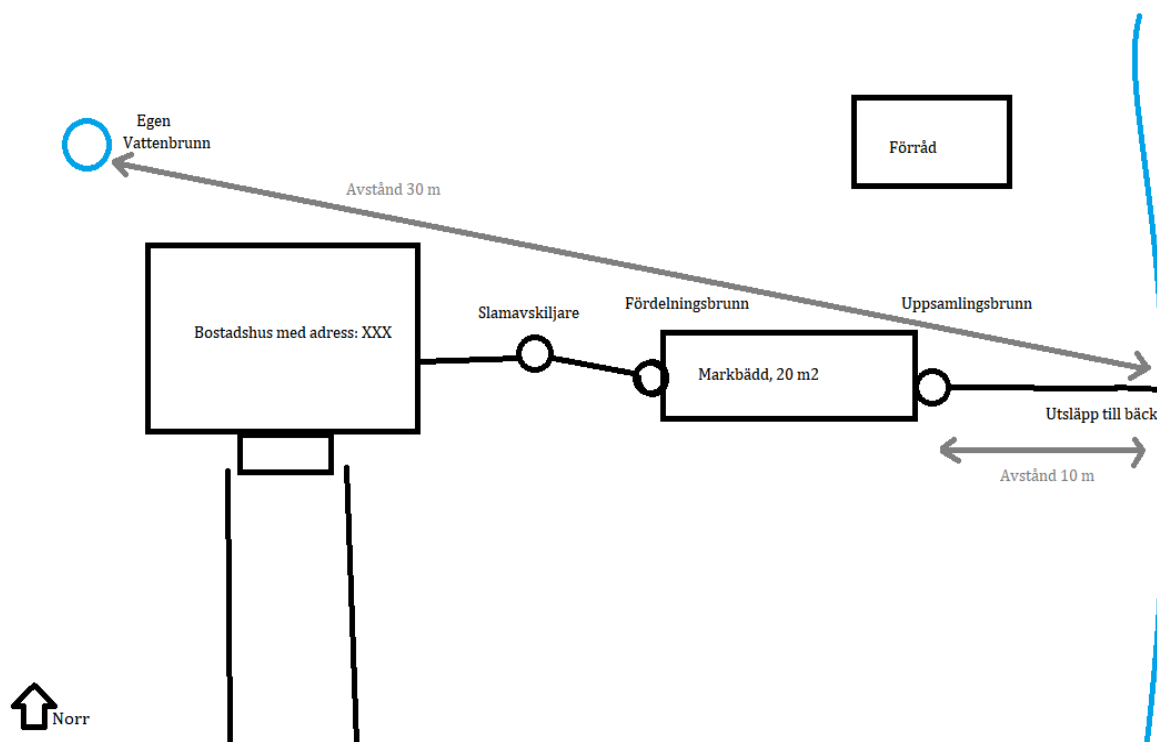 Egen
Vattenbrunn
Förråd
Avstånd 30 m
Slamavskiljare
Fördelningsbrunn
Uppsamlingsbrunn
Bostadshus med adress: XXX
Markbädd, 20 m2
Utsläpp till bäck
Avstånd 10 m
Norr